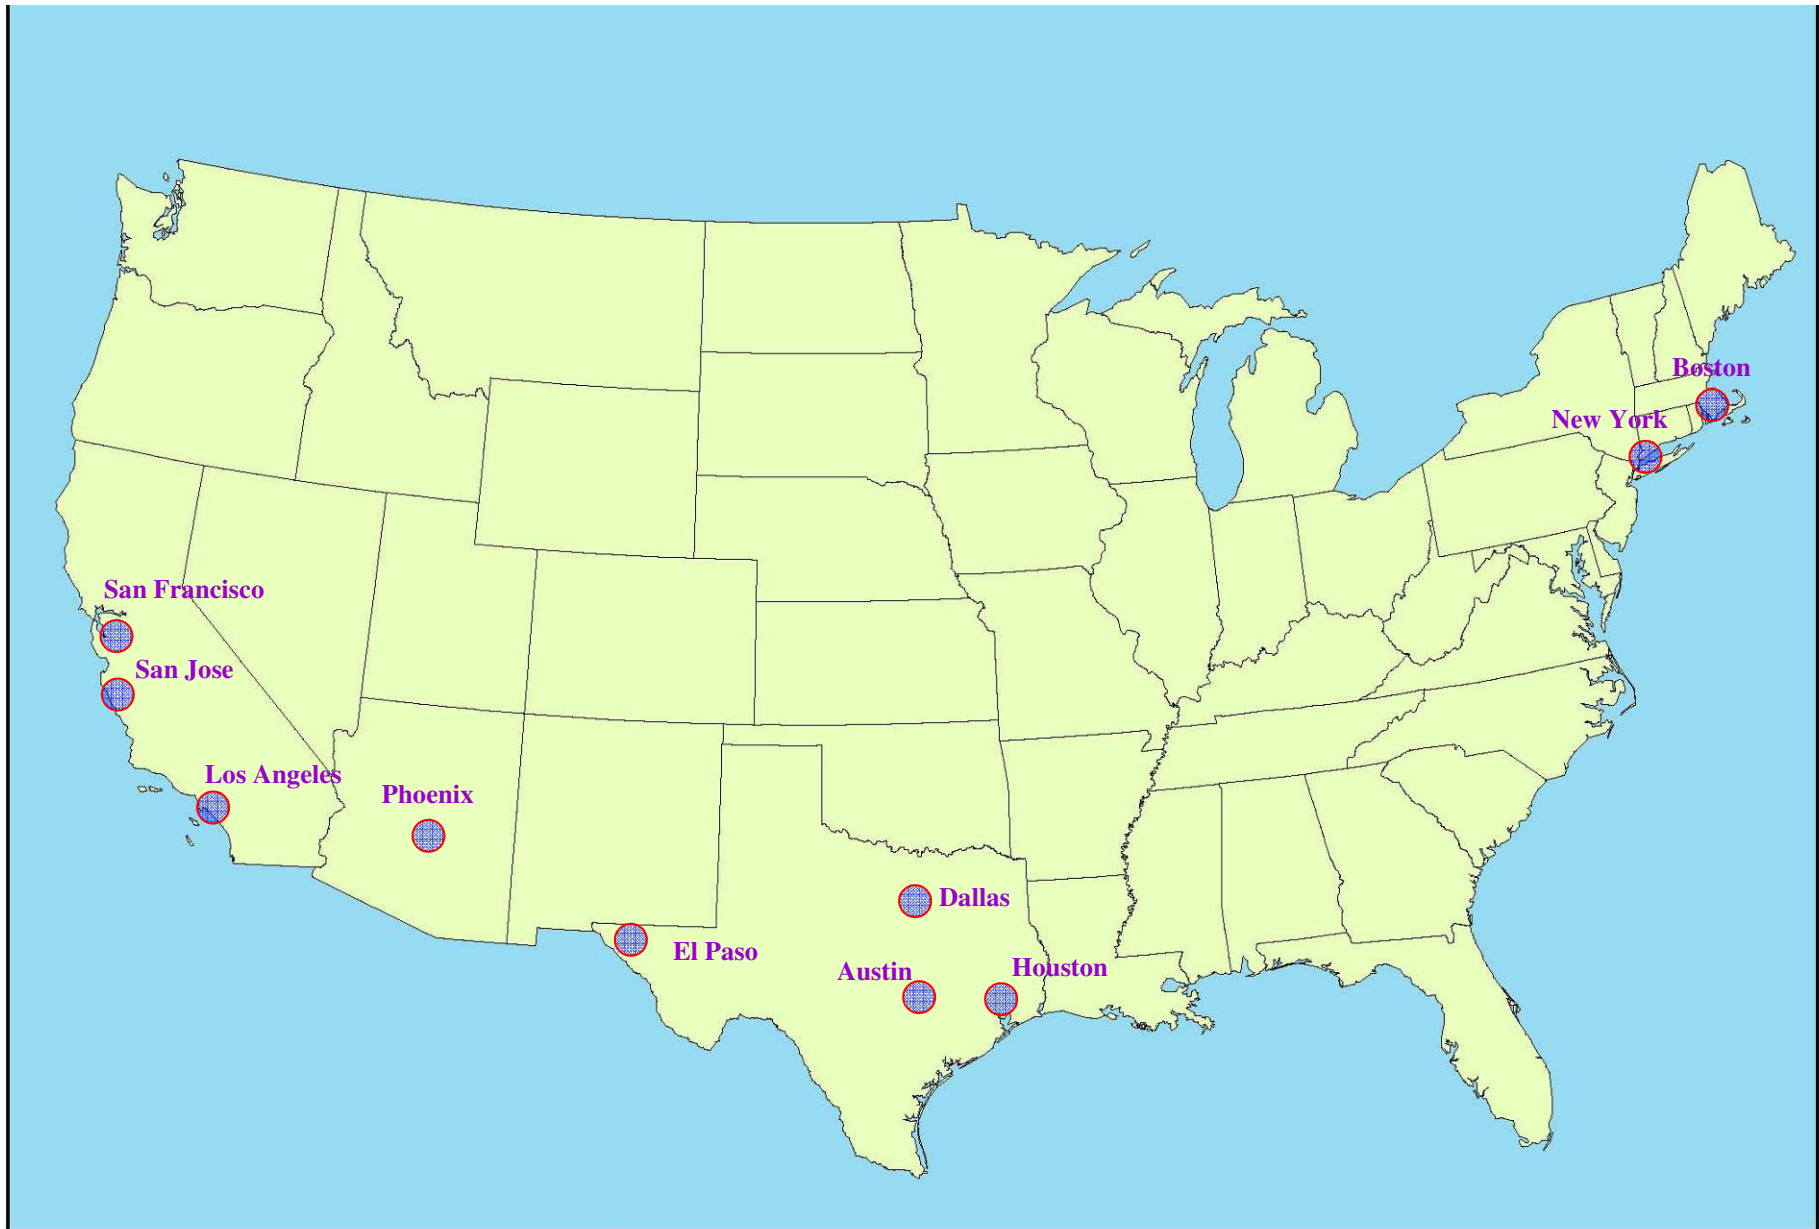 Boston
New York
San Francisco
San Jose
Los Angeles
Phoenix
Dallas
El Paso
Austin
Houston